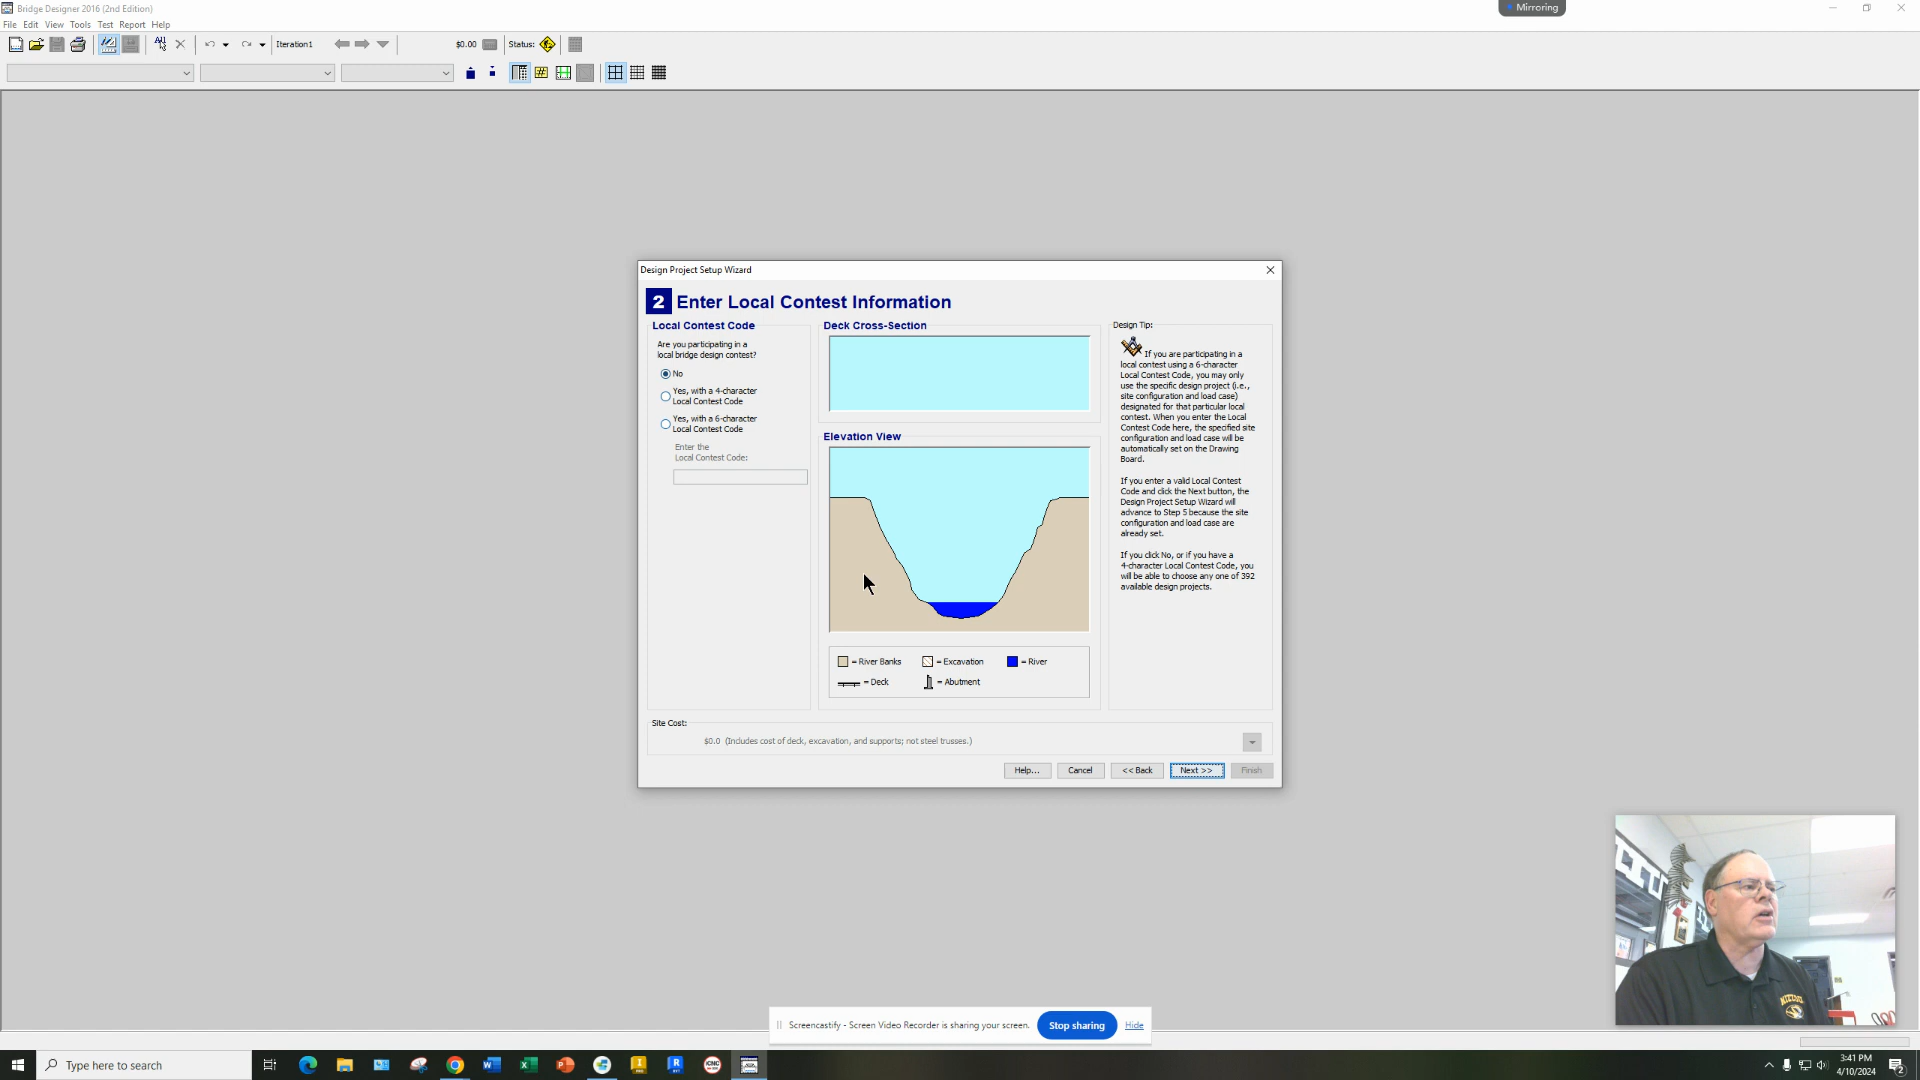 Bridge Designer 2016 (2nd Edition)
Mirroring
File Edit View Tools Test Report Help
Iteration1
$0.00
Status:
Design Project Setup Wizard
2 Enter Local Contest Information
Local Contest Code
Are you participating in a
local bridge design contest?
No
Yes, with a 4-character
Local Contest Code
Yes, with a 6-character
Local Contest Code
Enter the
Local Contest Code:
Deck Cross-Section
Elevation View
= River Banks
= Excavation
= River
= Deck
= Abutment
Design Tip:
If you are participating in a
local contest using a 6-character
Local Contest Code, you may only
use the specific design project (i.e.,
site configuration and load case)
designated for that particular local
contest. When you enter the Local
Contest Code here, the specified site
configuration and load case will be
automatically set on the Drawing
Board.
If you enter a valid Local Contest
Code and click the Next button, the
Design Project Setup Wizard will
advance to Step 5 because the site
configuration and load case are
already set.
If you click No, or if you have a
4-character Local Contest Code, you
will be able to choose any one of 392
available design projects.
Site Cost:
$0.0 (Includes cost of deck, excavation, and supports; not steel trusses.)
Help...
Cancel
<< Back
Next >>
Finish
Screencastify - Screen Video Recorder is sharing your screen.
Stop sharing
Hide
Type here to search
3:41 PM
4/10/2024